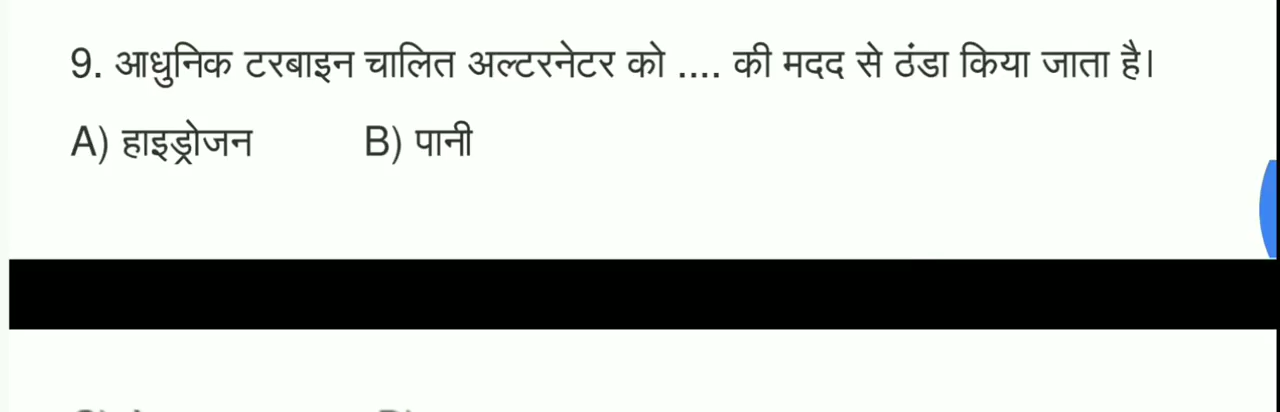 9. आधुनिक टरबाइन चालित अल्टरनेटर को .... की मदद से ठंडा किया जाता है।
A) हाइड्रोजन B) पानी